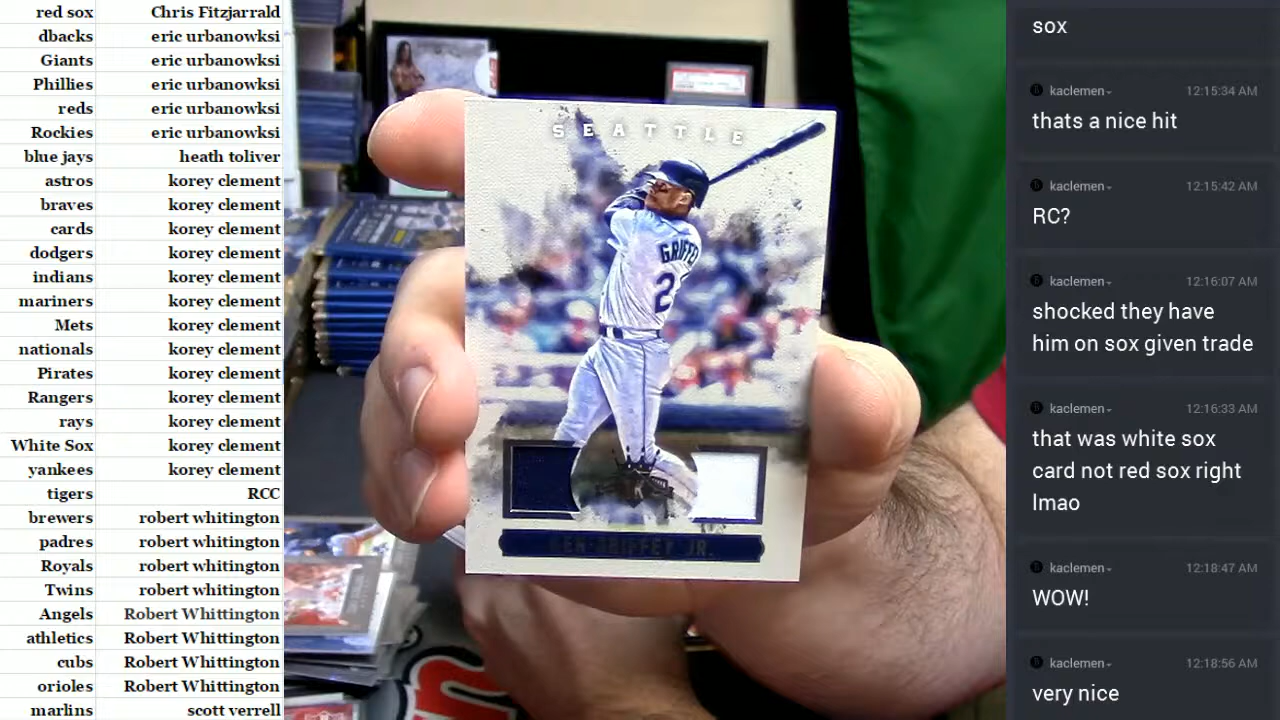 red sox Chris Fitzjarrald
dbacks eric urbanowksi
Giants eric urbanowksi
Phillies eric urbanowksi
reds eric urbanowksi
Rockies eric urbanowksi
blue jays heath toliver
astros korey clement
braves korey clement
cards korey clement
dodgers korey clement
indians korey clement
mariners korey clement
Mets korey clement
nationals korey clement
Pirates korey clement
Rangers korey clement
rays korey clement
White Sox korey clement
yankees korey clement
tigers RCC
brewers robert whitington
padres robert whitington
Royals robert whitington
Twins robert whitington
Angels Robert Whittington
athletics Robert Whittington
cubs Robert Whittington
orioles Robert Whittington
marlins scott verrell
SEATTLE
GRIFFE
2
KEN GRIFFEY JR.
sox
kaclemen 12:15:34 AM
thats a nice hit
kaclemen 12:15:42 AM
RC?
kaclemen 12:16:07 AM
shocked they have
him on sox given trade
kaclemen 12:16:33 AM
that was white sox
card not red sox right
lmao
kaclemen 12:18:47 AM
WOW!
kaclemen 12:18:56 AM
very nice